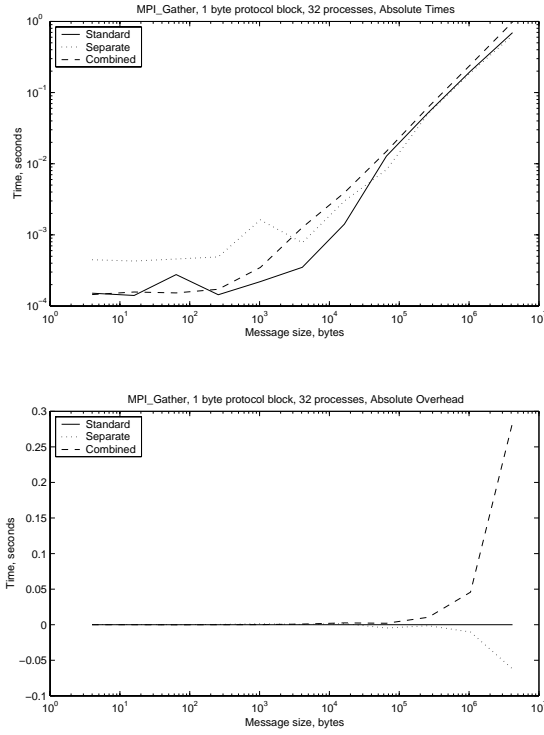 MPI_Gather, 1 byte protocol block, 32 processes, Absolute Times
Standard
Separate
Combined
10^0
10^−1
10^−2
10^−3
10^−4
Time, seconds
10^0 10^1 10^2 10^3 10^4 10^5 10^6 10^7
Message size, bytes
MPI_Gather, 1 byte protocol block, 32 processes, Absolute Overhead
Standard
Separate
Combined
0.3
0.25
0.2
0.15
0.1
0.05
0
−0.05
−0.1
Time, seconds
10^0 10^1 10^2 10^3 10^4 10^5 10^6 10^7
Message size, bytes